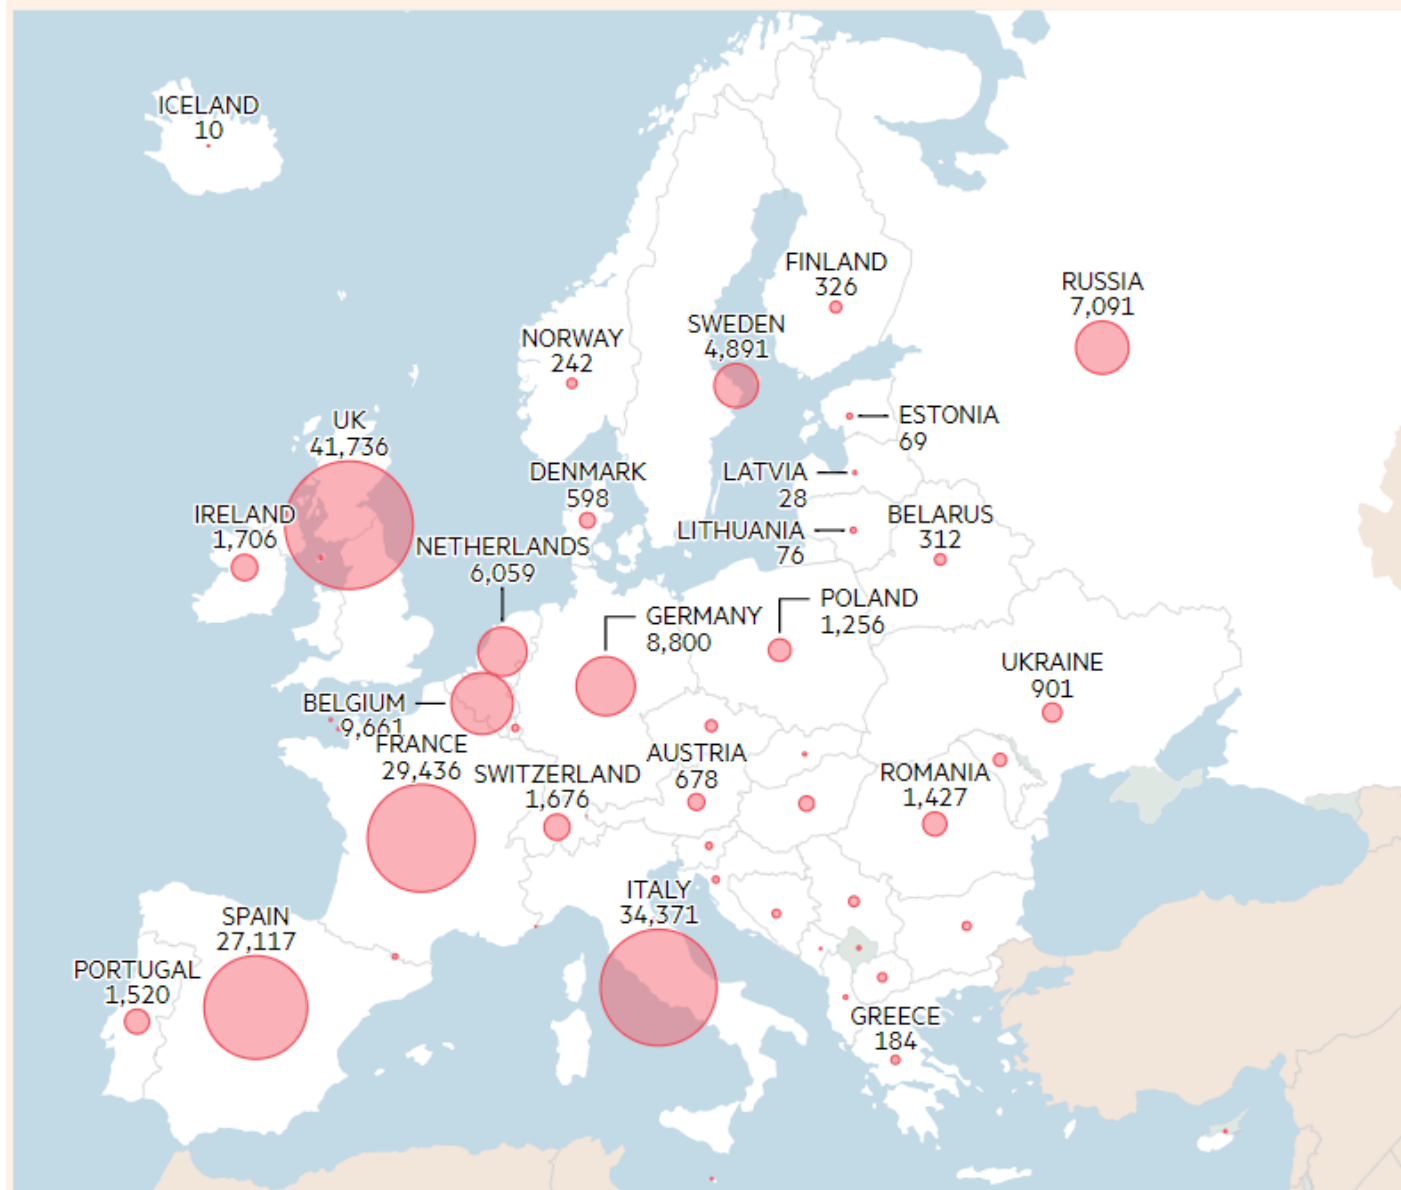 ICELAND
10
FINLAND
326
RUSSIA
7,091
SWEDEN
4,891
NORWAY
242
ESTONIA
69
UK
41,736
DENMARK
598
LATVIA
28
IRELAND
1,706
LITHUANIA
76
BELARUS
312
NETHERLANDS
6,059
GERMANY
8,800
POLAND
1,256
UKRAINE
901
BELGIUM
9,661
FRANCE
29,436
SWITZERLAND
1,676
AUSTRIA
678
ROMANIA
1,427
ITALY
34,371
SPAIN
27,117
PORTUGAL
1,520
GREECE
184